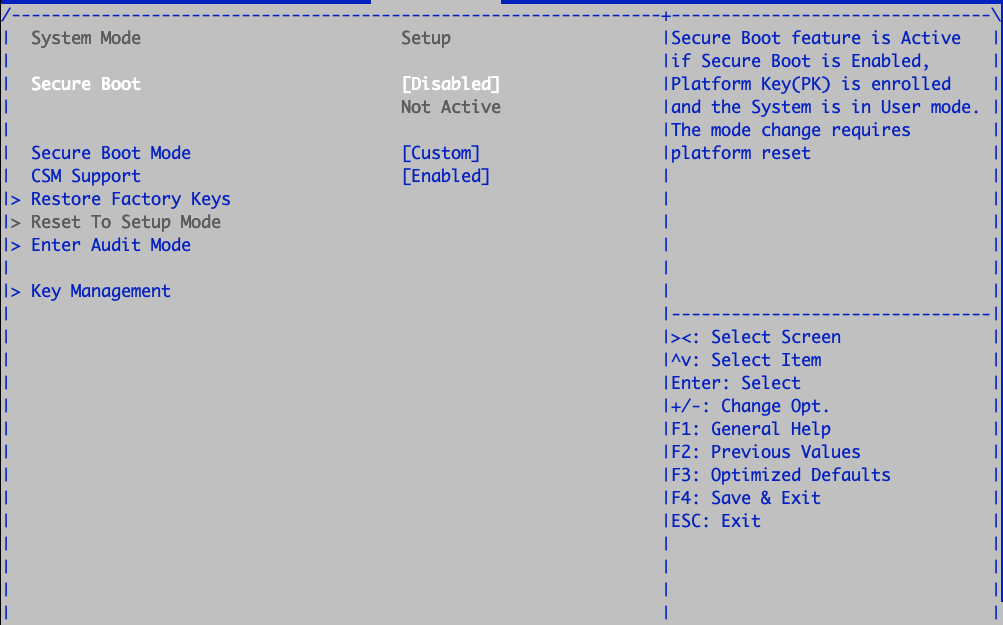 /-----------------------------------------------------------------+--------------------------------\
| System Mode Setup |Secure Boot feature is Active |
| |if Secure Boot is Enabled, |
| Secure Boot [Disabled] |Platform Key(PK) is enrolled |
| Not Active |and the System is in User mode. |
| |The mode change requires |
| Secure Boot Mode [Custom] |platform reset |
| CSM Support [Enabled] | |
|> Restore Factory Keys | |
|> Reset To Setup Mode | |
|> Enter Audit Mode | |
| | |
|> Key Management | |
| |--------------------------------|
| |><: Select Screen |
| |^v: Select Item |
| |Enter: Select |
| |+/-: Change Opt. |
| |F1: General Help |
| |F2: Previous Values |
| |F3: Optimized Defaults |
| |F4: Save & Exit |
| |ESC: Exit |
| | |
| | |
| | |
| | |